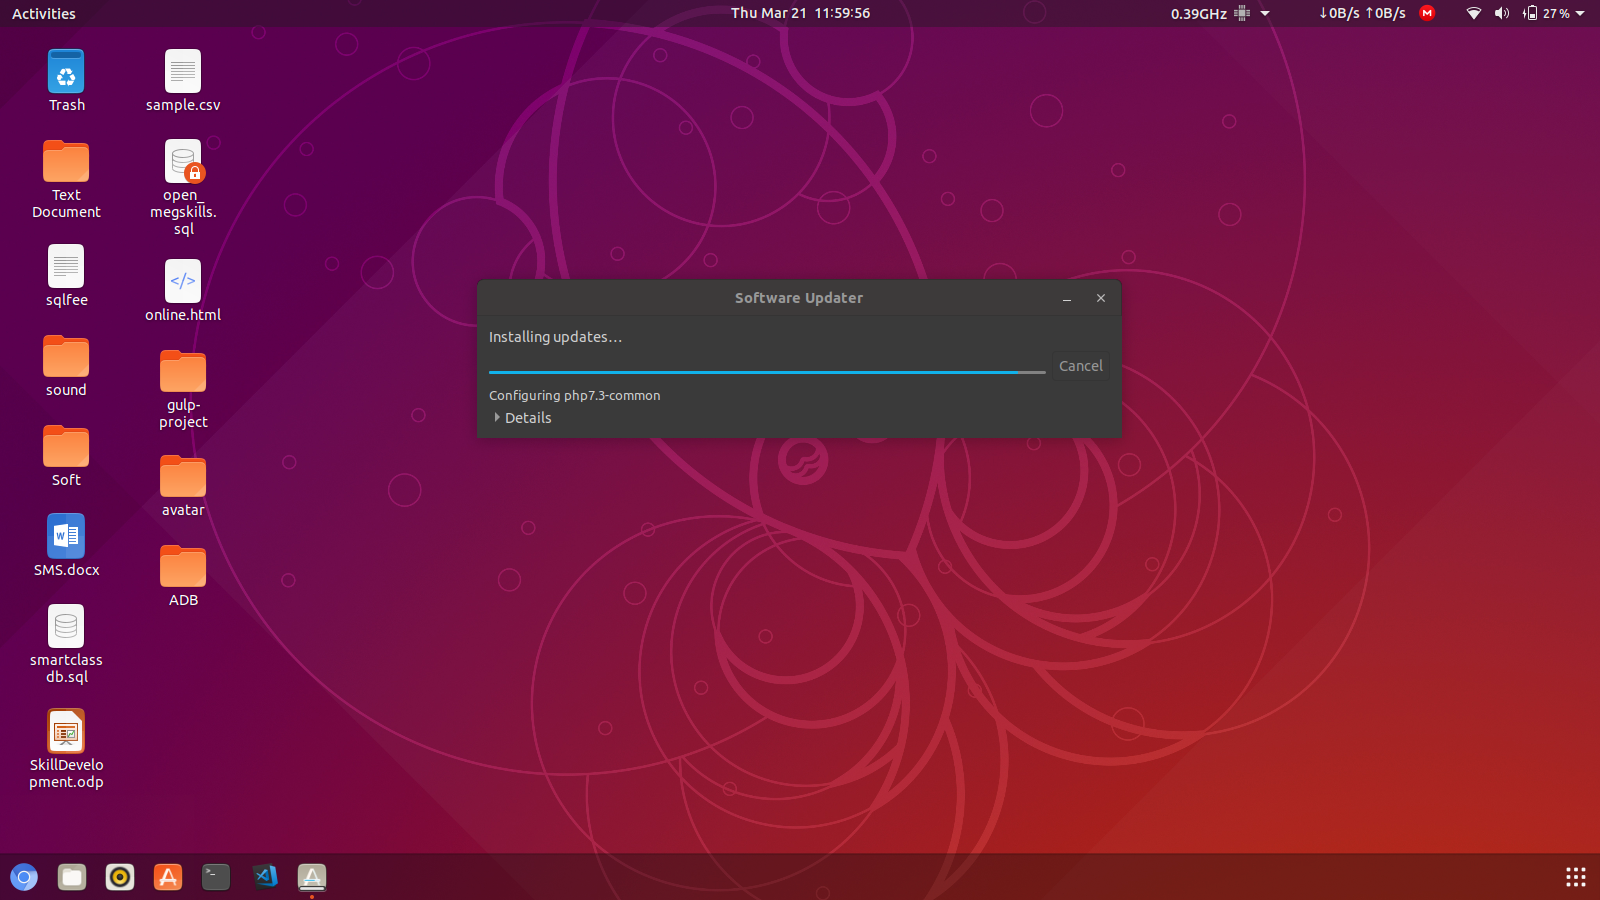 Activities
Thu Mar 21 11:59:56
0.39GHz
↓0B/s ↑0B/s
M
27 %
Trash
Text
Document
sqlfee
sound
Soft
W
SMS.docx
smartclass
db.sql
SkillDevelo
pment.odp
sample.csv
open_
megskills.
sql
</>
online.html
gulp-
project
avatar
ADB
Software Updater
Installing updates…
Cancel
Configuring php7.3-common
Details
>_